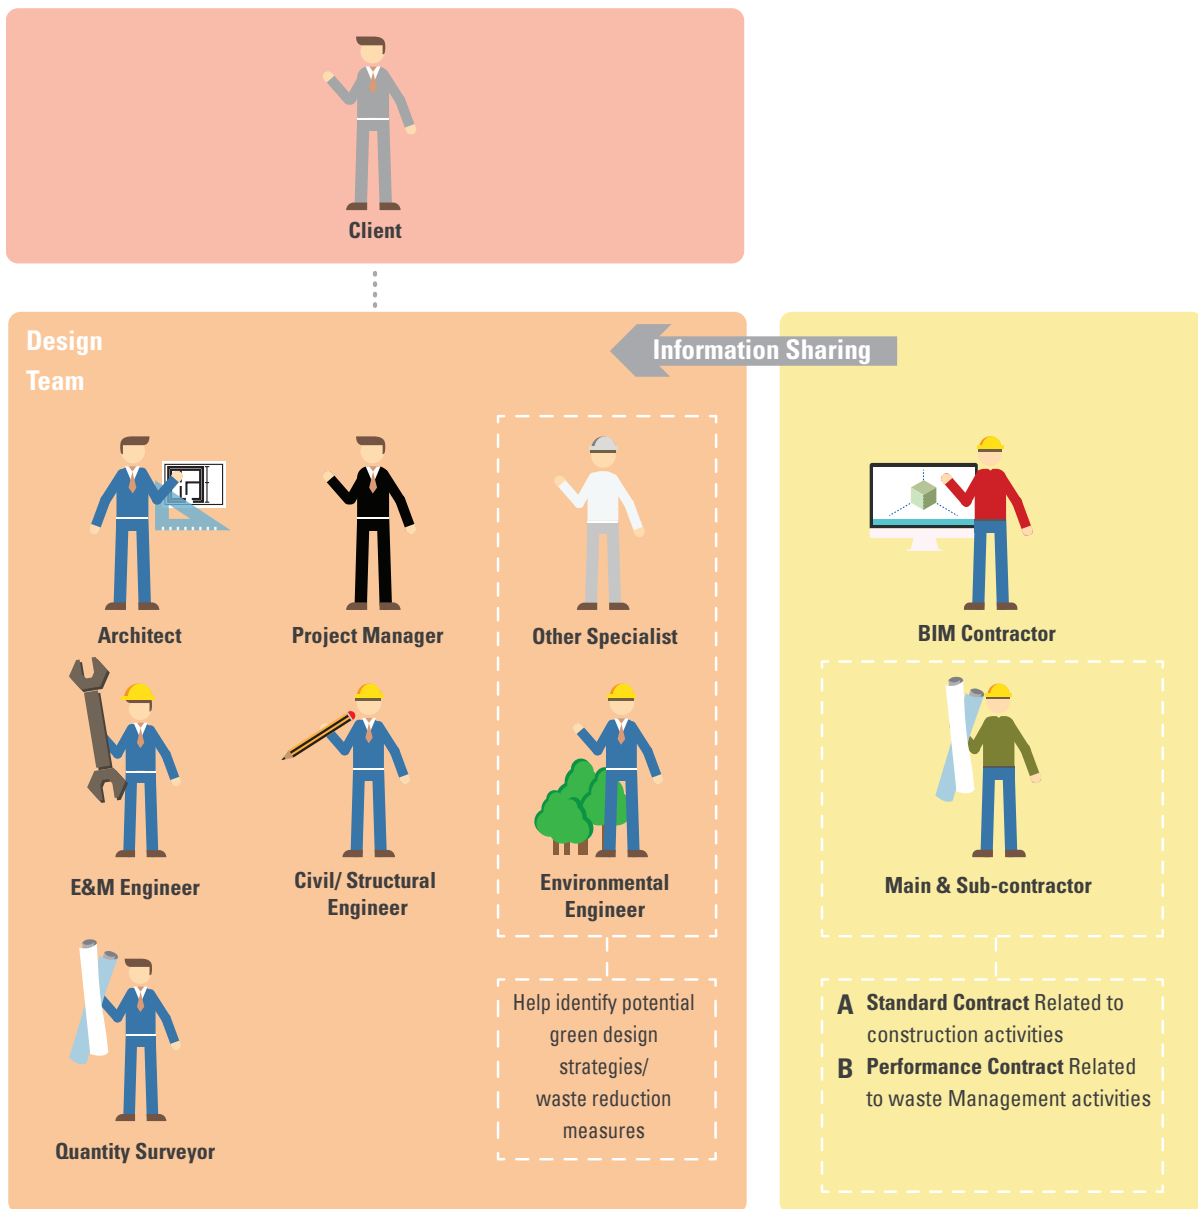 Client
Design
Team
Information Sharing
Architect
Project Manager
Other Specialist
BIM Contractor
E&M Engineer
Civil/ Structural
Engineer
Environmental
Engineer
Main & Sub-contractor
Quantity Surveyor
Help identify potential
green design
strategies/
waste reduction
measures
A Standard Contract Related to
construction activities
B Performance Contract Related
to waste Management activities